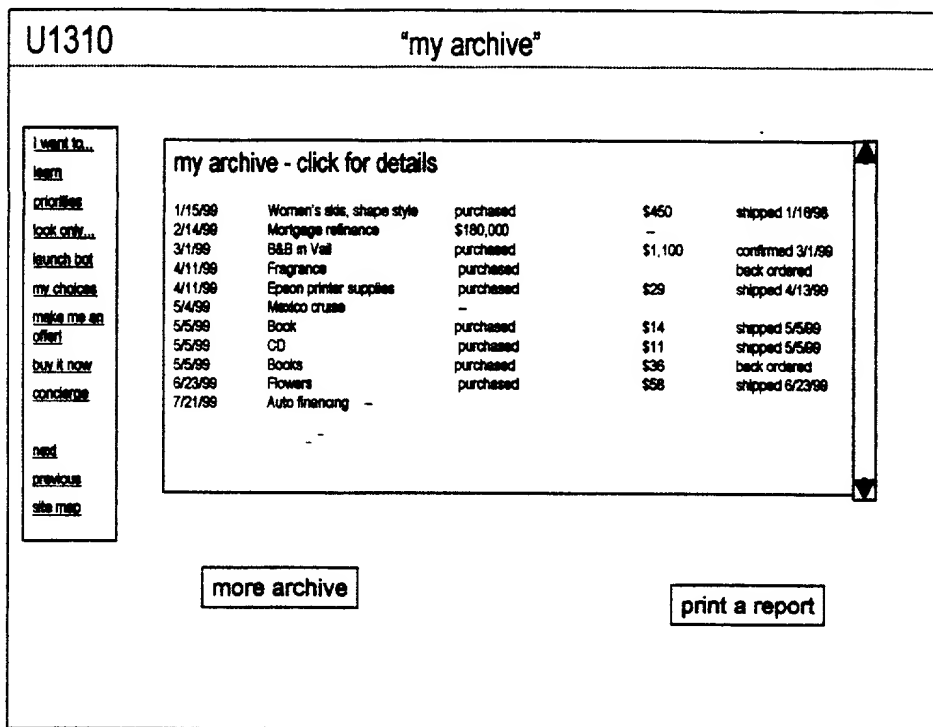 U1310
"my archive"
I want to...
learn
priorities
look only...
launch bot
my choices
make me an
offer!
buy it now
concierge
next
previous
site map
my archive - click for details
1/15/99 Women's skis, shape style purchased $450 shipped 1/18/98
2/14/99 Mortgage refinance $180,000 –
3/1/99 B&B in Vail purchased $1,100 confirmed 3/1/99
4/11/99 Fragrance purchased back ordered
4/11/99 Epson printer supplies purchased $29 shipped 4/13/99
5/4/99 Mexico cruise –
5/5/99 Book purchased $14 shipped 5/5/99
5/5/99 CD purchased $11 shipped 5/5/99
5/5/99 Books purchased $36 back ordered
6/23/99 Flowers purchased $58 shipped 6/23/99
7/21/99 Auto financing –
more archive
print a report